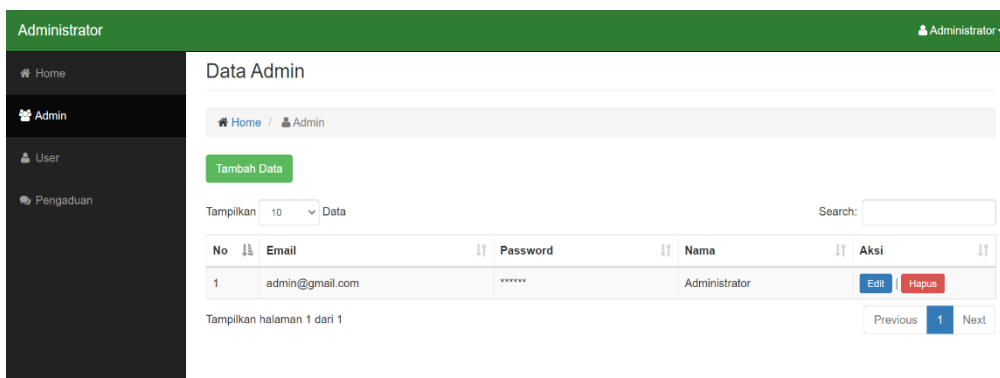 Administrator
Administrator
Home
Data Admin
Admin
Home / Admin
User
Tambah Data
Pengaduan
Tampilkan 10 Data
Search:
No Email Password Nama Aksi
1 admin@gmail.com ****** Administrator Edit | Hapus
Tampilkan halaman 1 dari 1
Previous 1 Next